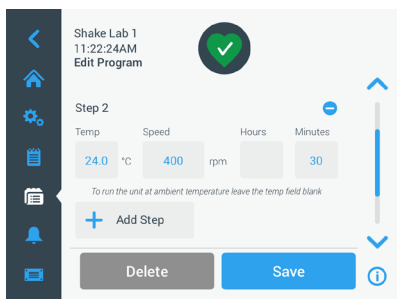 Shake Lab 1
11:22:24AM
Edit Program
Step 2
Temp Speed Hours Minutes
24.0 °C 400 rpm 30
To run the unit at ambient temperature leave the temp field blank
Add Step
Delete Save